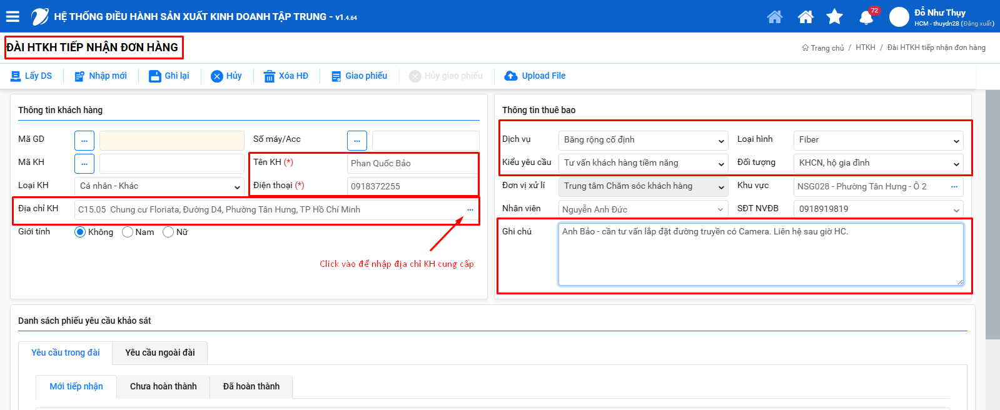 HỆ THỐNG ĐIỀU HÀNH SẢN XUẤT KINH DOANH TẬP TRUNG - v1.4.64
72
Đỗ Như Thụy
HCM - thuydn28 (Đăng xuất)
ĐÀI HTKH TIẾP NHẬN ĐƠN HÀNG
Trang chủ / HTKH / Đài HTKH tiếp nhận đơn hàng
Lấy DS
Nhập mới
Ghi lại
Hủy
Xóa HĐ
Giao phiếu
Hủy giao phiếu
Upload File
Thông tin khách hàng
Mã GD ...
Số máy/Acc ...
Mã KH ...
Tên KH (*) Phan Quốc Bảo
Loại KH Cá nhân - Khác
Điện thoại (*) 0918372255
Địa chỉ KH C15.05 Chung cư Floriata, Đường D4, Phường Tân Hưng, TP Hồ Chí Minh ...
Giới tính Không Nam Nữ
Click vào để nhập địa chỉ KH cung cấp
Thông tin thuê bao
Dịch vụ Băng rộng cố định
Loại hình Fiber
Kiểu yêu cầu Tư vấn khách hàng tiềm năng
Đối tượng KHCN, hộ gia đình
Đơn vị xử lí Trung tâm Chăm sóc khách hàng
Khu vực NSG028 - Phường Tân Hưng - Ô 2 ...
Nhân viên Nguyễn Anh Đức
SĐT NVĐB 0918919819
Ghi chú Anh Bảo - cần tư vấn lắp đặt đường truyền có Camera. Liên hệ sau giờ HC.
Danh sách phiếu yêu cầu khảo sát
Yêu cầu trong đài
Yêu cầu ngoài đài
Mới tiếp nhận
Chưa hoàn thành
Đã hoàn thành